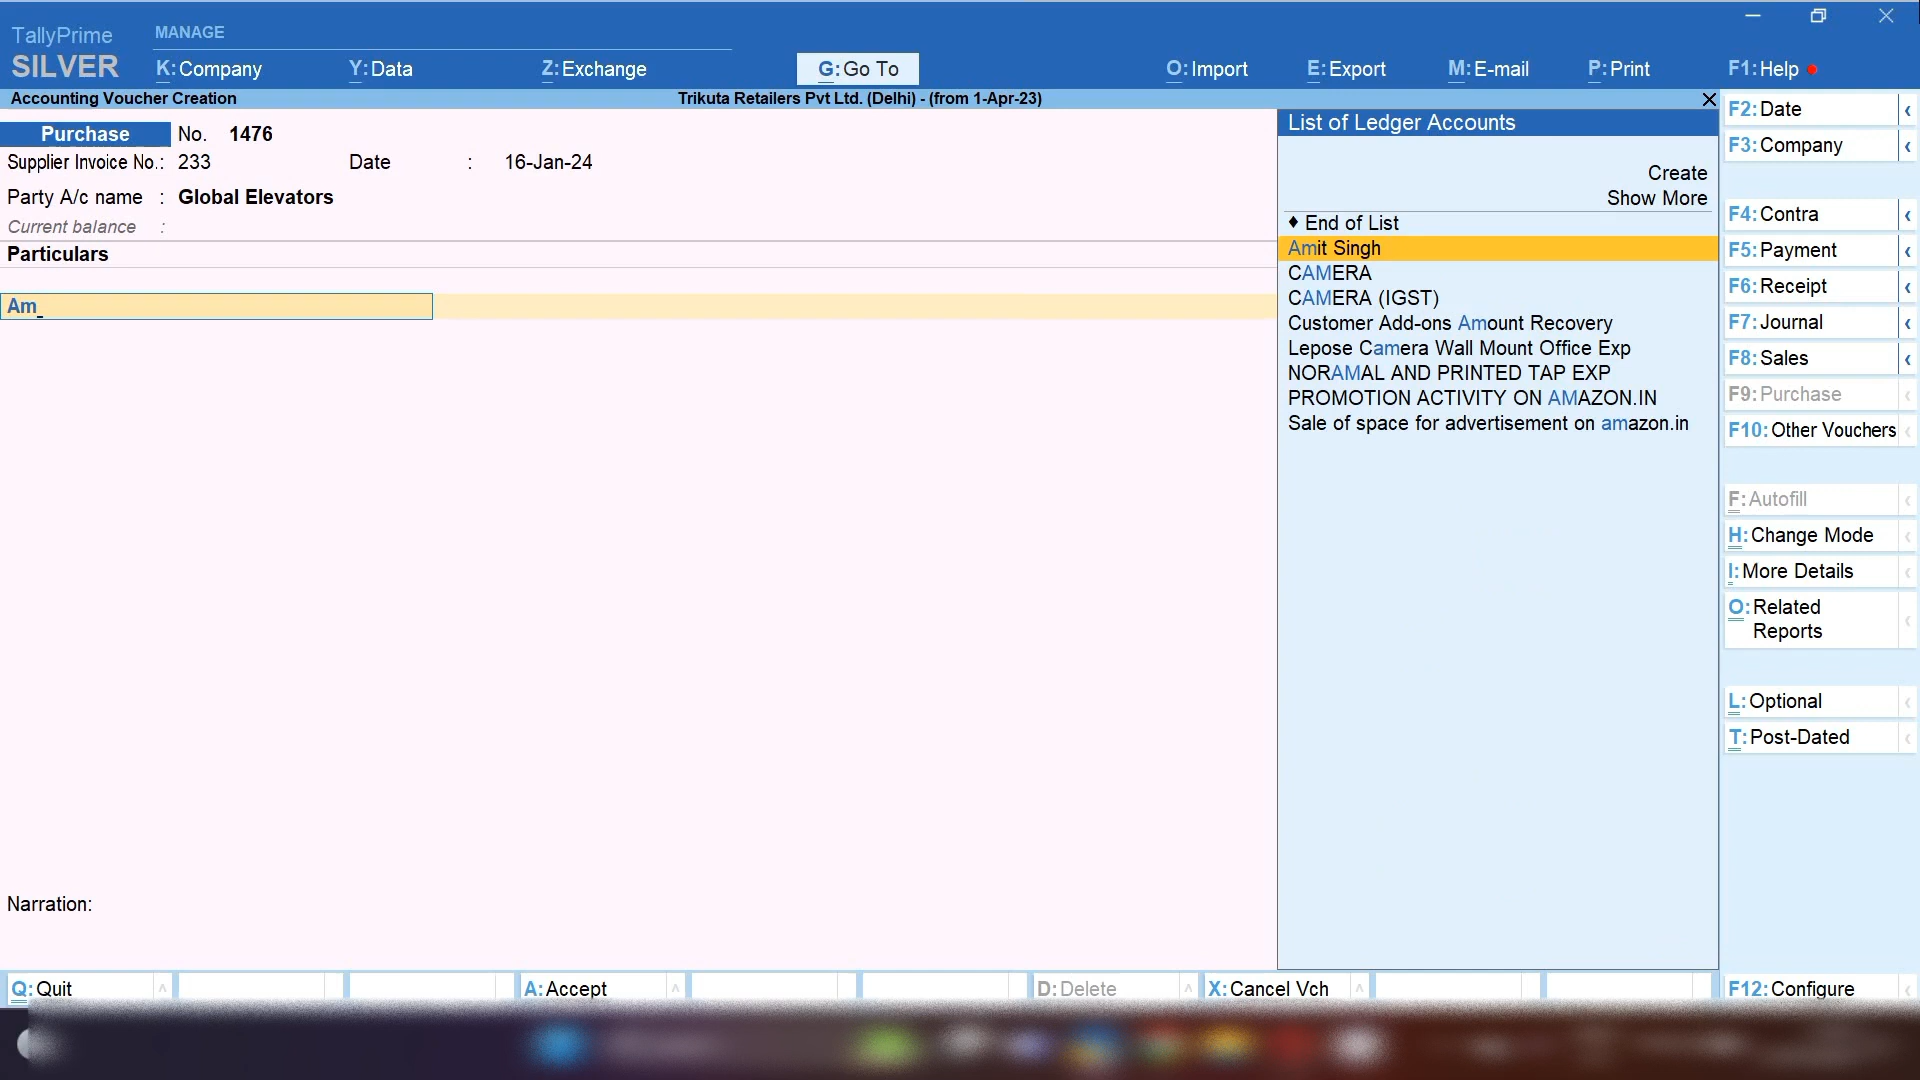 TallyPrime
SILVER
MANAGE
K:Company
Y:Data
Z:Exchange
G:Go To
O:Import
E:Export
M:E-mail
P:Print
F1:Help
Accounting Voucher Creation
Trikuta Retailers Pvt Ltd. (Delhi) - (from 1-Apr-23)
Purchase No. 1476
Supplier Invoice No.: 233 Date : 16-Jan-24
Party A/c name : Global Elevators
Current balance :
Particulars
Am
Narration:
List of Ledger Accounts
Create
Show More
♦ End of List
Amit Singh
CAMERA
CAMERA (IGST)
Customer Add-ons Amount Recovery
Lepose Camera Wall Mount Office Exp
NORAMAL AND PRINTED TAP EXP
PROMOTION ACTIVITY ON AMAZON.IN
Sale of space for advertisement on amazon.in
F2:Date
F3:Company
F4:Contra
F5:Payment
F6:Receipt
F7:Journal
F8:Sales
F9:Purchase
F10:Other Vouchers
F:Autofill
H:Change Mode
I:More Details
O:Related
Reports
L:Optional
T:Post-Dated
Q:Quit
A:Accept
D:Delete
X:Cancel Vch
F12:Configure